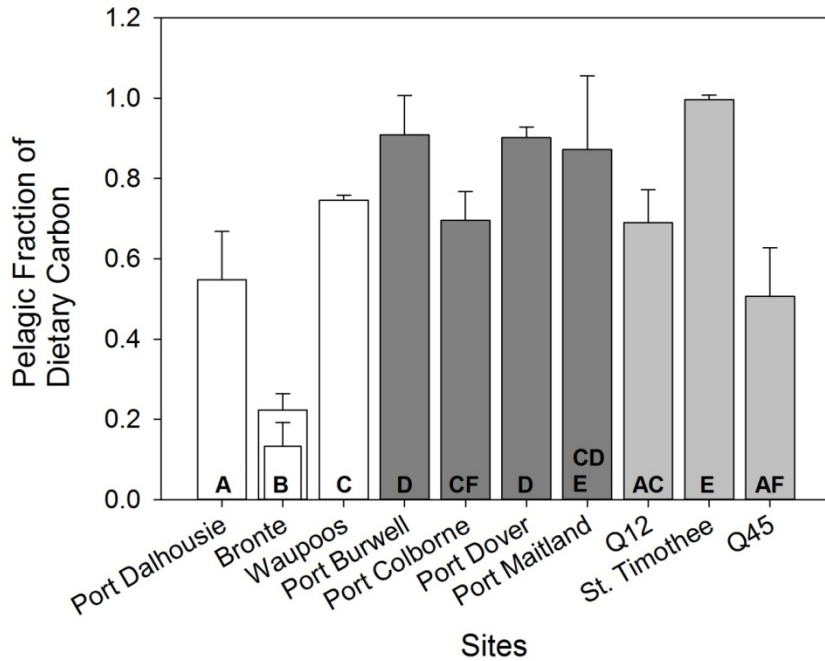 1.2
1.0
0.8
0.6
0.4
0.2
0.0
Pelagic Fraction of
Dietary Carbon
A
B
C
D
CF
D
CD
E
AC
E
AF
Port Dalhousie
Bronte
Waupoos
Port Burwell
Port Colborne
Port Dover
Port Maitland
Q12
St. Timothee
Q45
Sites